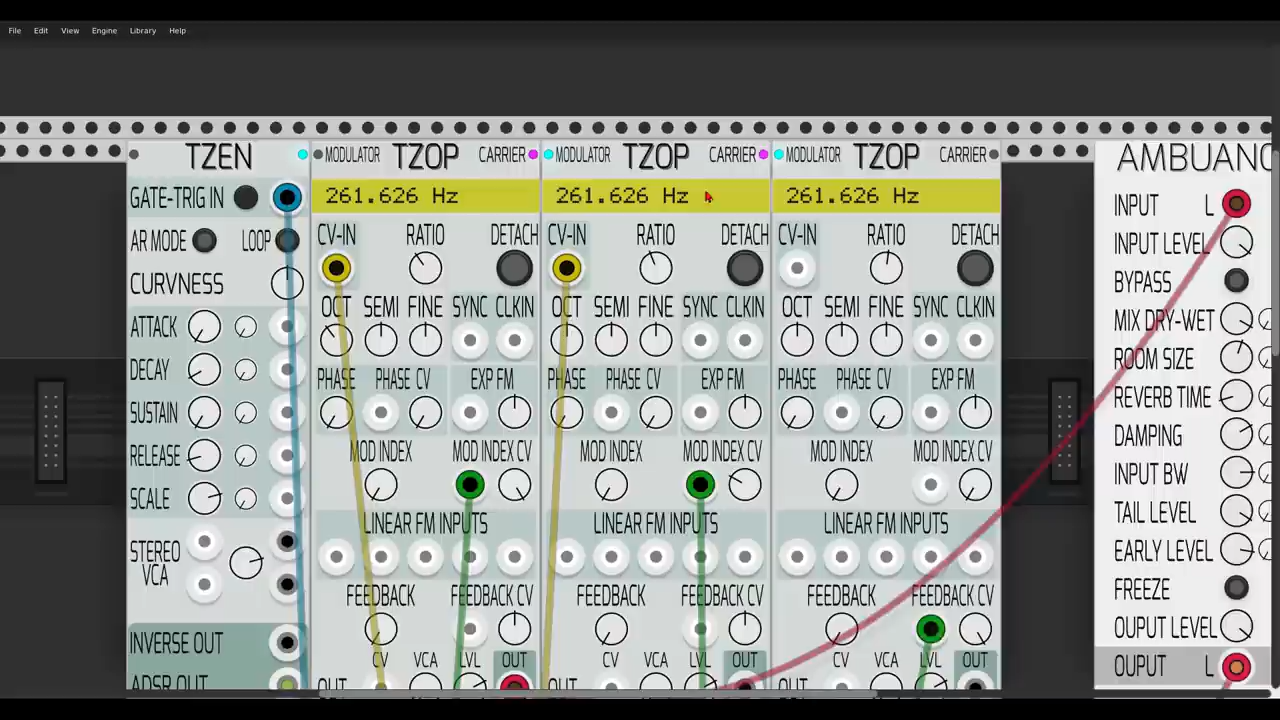 File Edit View Engine Library Help
TZEN
GATE-TRIG IN
AR MODE LOOP
CURVNESS
ATTACK
DECAY
SUSTAIN
RELEASE
SCALE
STEREO
VCA
INVERSE OUT
ADSR OUT
MODULATOR TZOP CARRIER
261.626 Hz
CV-IN RATIO DETACH
OCT SEMI FINE SYNC CLKIN
PHASE PHASE CV EXP FM
MOD INDEX MOD INDEX CV
LINEAR FM INPUTS
FEEDBACK FEEDBACK CV
CV VCA LVL OUT
OUT
MODULATOR TZOP CARRIER
261.626 Hz
CV-IN RATIO DETACH
OCT SEMI FINE SYNC CLKIN
PHASE PHASE CV EXP FM
MOD INDEX MOD INDEX CV
LINEAR FM INPUTS
FEEDBACK FEEDBACK CV
CV VCA LVL OUT
OUT
MODULATOR TZOP CARRIER
261.626 Hz
CV-IN RATIO DETACH
OCT SEMI FINE SYNC CLKIN
PHASE PHASE CV EXP FM
MOD INDEX MOD INDEX CV
LINEAR FM INPUTS
FEEDBACK FEEDBACK CV
CV VCA LVL OUT
OUT
AMBUANC
INPUT L
INPUT LEVEL
BYPASS
MIX DRY-WET
ROOM SIZE
REVERB TIME
DAMPING
INPUT BW
TAIL LEVEL
EARLY LEVEL
FREEZE
OUPUT LEVEL
OUPUT L